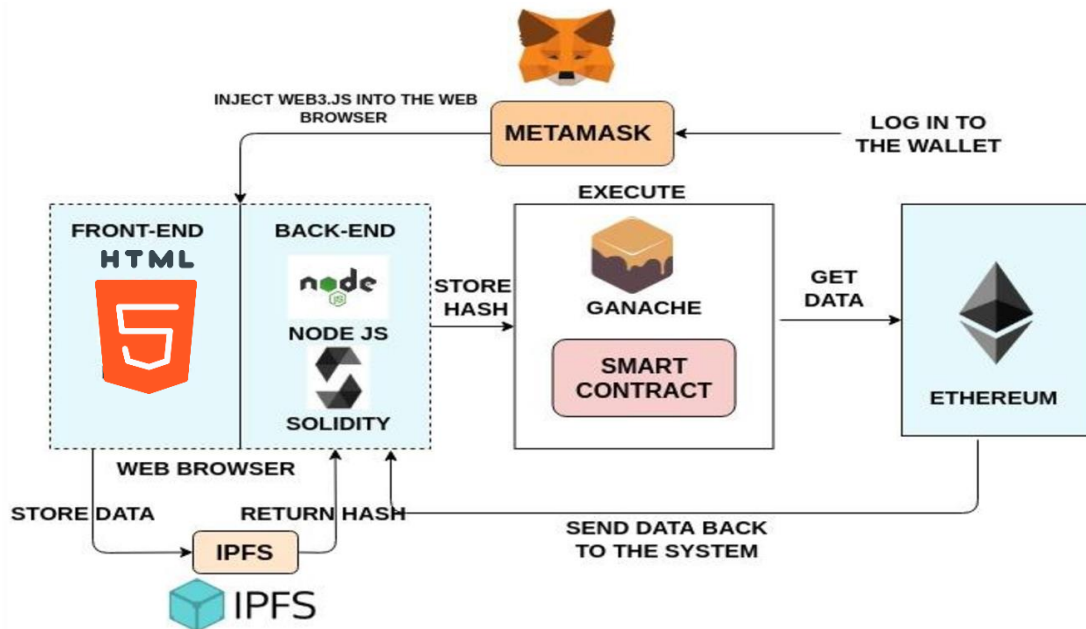 INJECT WEB3.JS INTO THE WEB
BROWSER
METAMASK
LOG IN TO
THE WALLET
EXECUTE
FRONT-END
HTML
5
BACK-END
node
JS
NODE JS
SOLIDITY
STORE
HASH
GANACHE
SMART
CONTRACT
GET
DATA
ETHEREUM
WEB BROWSER
STORE DATA
RETURN HASH
IPFS
SEND DATA BACK
TO THE SYSTEM
IPFS